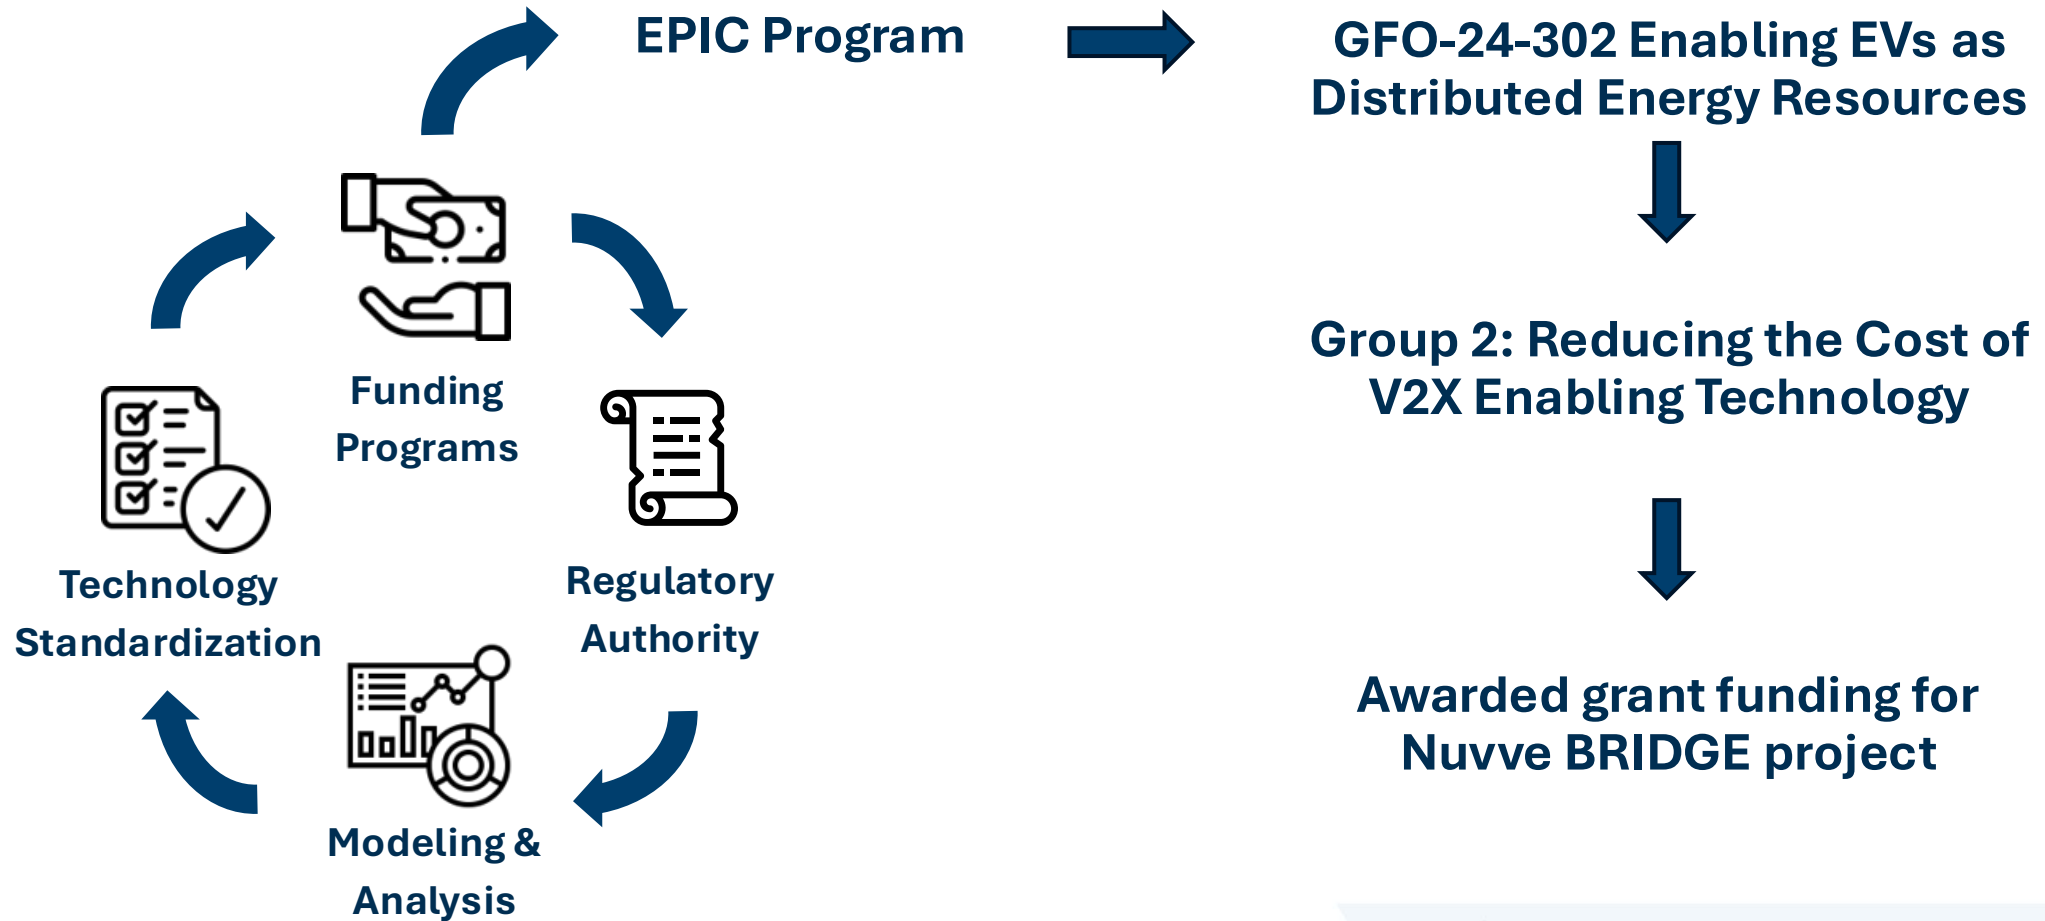 EPIC Program
GFO-24-302 Enabling EVs as
Distributed Energy Resources
Funding
Programs
Group 2: Reducing the Cost of
V2X Enabling Technology
Technology
Standardization
Regulatory
Authority
Awarded grant funding for
Nuvve BRIDGE project
Modeling &
Analysis